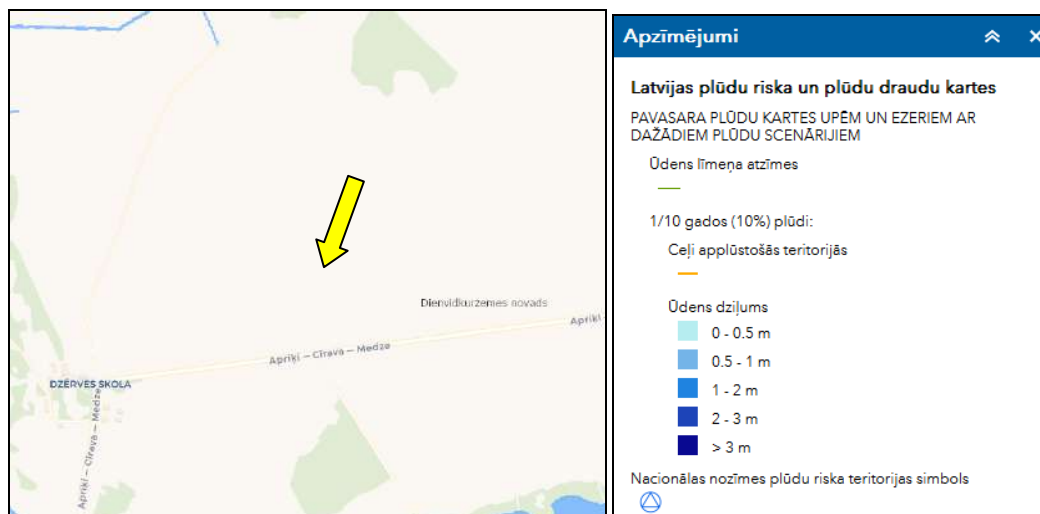 Dienvidkurzemes novads
Apriķi
Apriķi – Cīrava – Medze
DZĒRVES SKOLA
Apriķi – Cīrava – Medze
Apzīmējumi
Latvijas plūdu riska un plūdu draudu kartes
PAVASARA PLŪDU KARTES UPĒM UN EZERIEM AR
DAŽĀDIEM PLŪDU SCENĀRIJIEM
Ūdens līmeņa atzīmes
1/10 gados (10%) plūdi:
Ceļi applūstošās teritorijās
Ūdens dziļums
0 - 0.5 m
0.5 - 1 m
1 - 2 m
2 - 3 m
> 3 m
Nacionālas nozīmes plūdu riska teritorijas simbols